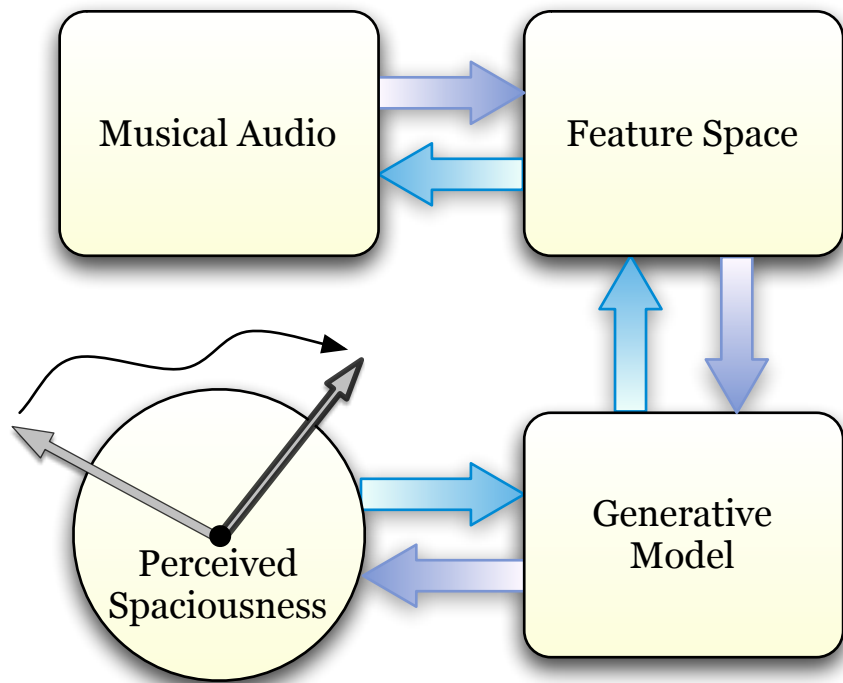 Musical Audio
Feature Space
Perceived
Spaciousness
Generative
Model